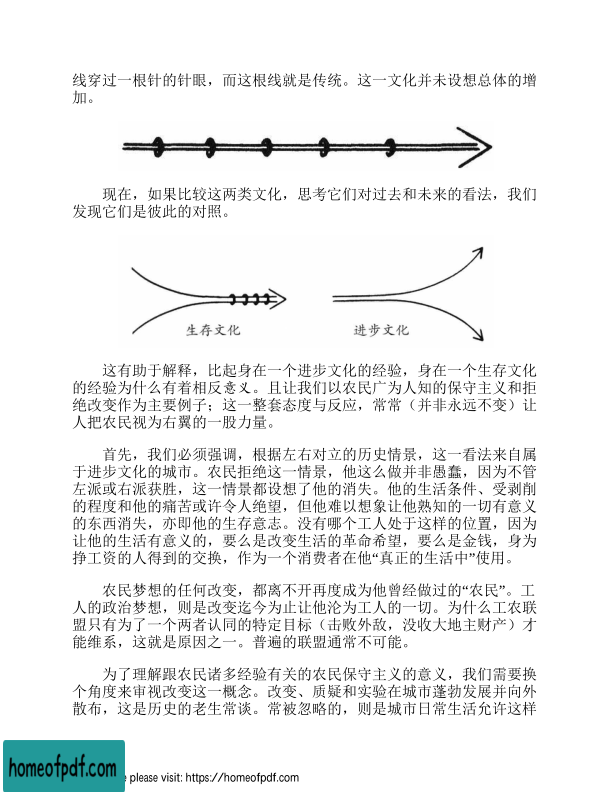 线穿过一根针的针眼，而这根线就是传统。这一文化并未设想总体的增
加。
现在，如果比较这两类文化，思考它们对过去和未来的看法，我们
发现它们是彼此的对照。
生存文化
进步文化
这有助于解释，比起身在一个进步文化的经验，身在一个生存文化
的经验为什么有着相反意义。且让我们以农民广为人知的保守主义和拒
绝改变作为主要例子；这一整套态度与反应，常常（并非永远不变）让
人把农民视为右翼的一股力量。
首先，我们必须强调，根据左右对立的历史情景，这一看法来自属
于进步文化的城市。农民拒绝这一情景，他这么做并非愚蠢，因为不管
左派或右派获胜，这一情景都设想了他的消失。他的生活条件、受剥削
的程度和他的痛苦或许令人绝望，但他难以想象让他熟知的一切有意义
的东西消失，亦即他的生存意志。没有哪个工人处于这样的位置，因为
让他的生活有意义的，要么是改变生活的革命希望，要么是金钱，身为
挣工资的人得到的交换，作为一个消费者在他“真正的生活中”使用。
农民梦想的任何改变，都离不开再度成为他曾经做过的“农民”。工
人的政治梦想，则是改变迄今为止让他沦为工人的一切。为什么工农联
盟只有为了一个两者认同的特定目标（击败外敌，没收大地主财产）才
能维系，这就是原因之一。普遍的联盟通常不可能。
为了理解跟农民诸多经验有关的农民保守主义的意义，我们需要换
个角度来审视改变这一概念。改变、质疑和实验在城市蓬勃发展并向外
散布，这是历史的老生常谈。常被忽略的，则是城市日常生活允许这样
homeofpdf.com
e please visit: https://homeofpdf.com